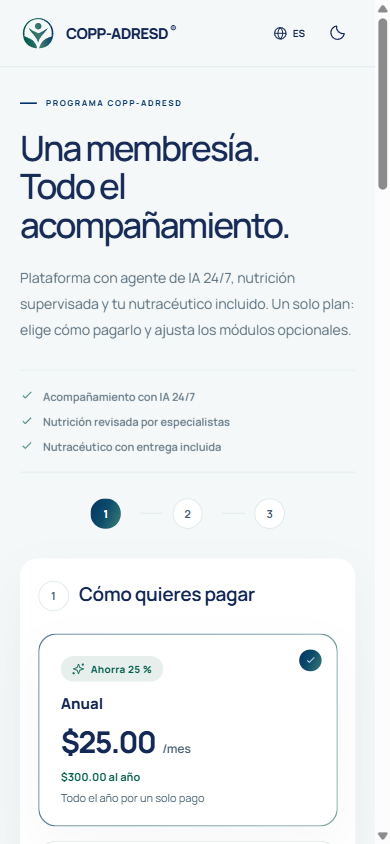 COPP-ADRESD®
ES
PROGRAMA COPP-ADRESD
Una membresía.
Todo el
acompañamiento.
Plataforma con agente de IA 24/7, nutrición
supervisada y tu nutracéutico incluido. Un solo plan:
elige cómo pagarlo y ajusta los módulos opcionales.
Acompañamiento con IA 24/7
Nutrición revisada por especialistas
Nutracéutico con entrega incluida
1
2
3
1
Cómo quieres pagar
Ahorra 25 %
Anual
$25.00 /mes
$300.00 al año
Todo el año por un solo pago